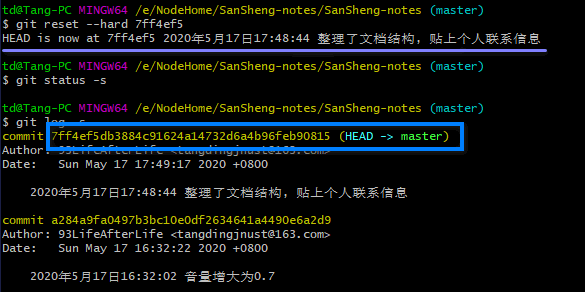 td@Tang-PC MINGW64 /e/NodeHome/SanSheng-notes/SanSheng-notes (master)
$ git reset --hard 7ff4ef5
HEAD is now at 7ff4ef5 2020年5月17日17:48:44 整理了文档结构，贴上个人联系信息
td@Tang-PC MINGW64 /e/NodeHome/SanSheng-notes/SanSheng-notes (master)
$ git status -s
td@Tang-PC MINGW64 /e/NodeHome/SanSheng-notes/SanSheng-notes (master)
$ git log -s
commit 7ff4ef5db3884c91624a14732d6a4b96feb90815 (HEAD -> master)
Author: 93LifeAfterLife <tangdingjnust@163.com>
Date: Sun May 17 17:49:17 2020 +0800
2020年5月17日17:48:44 整理了文档结构，贴上个人联系信息
commit a284a9fa0497b3bc10e0df2634641a4490e6a2d9
Author: 93LifeAfterLife <tangdingjnust@163.com>
Date: Sun May 17 16:32:22 2020 +0800
2020年5月17日16:32:02 音量增大为0.7